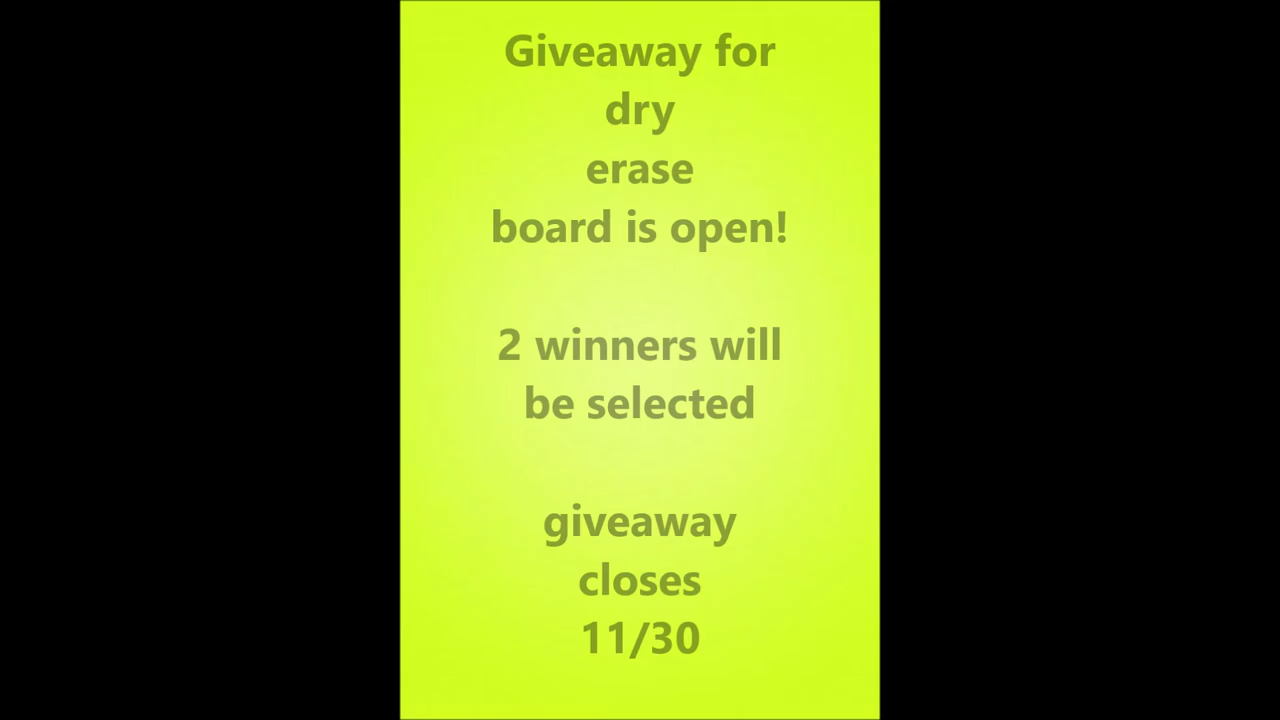 Giveaway for
dry
erase
board is open!
2 winners will
be selected
giveaway
closes
11/30